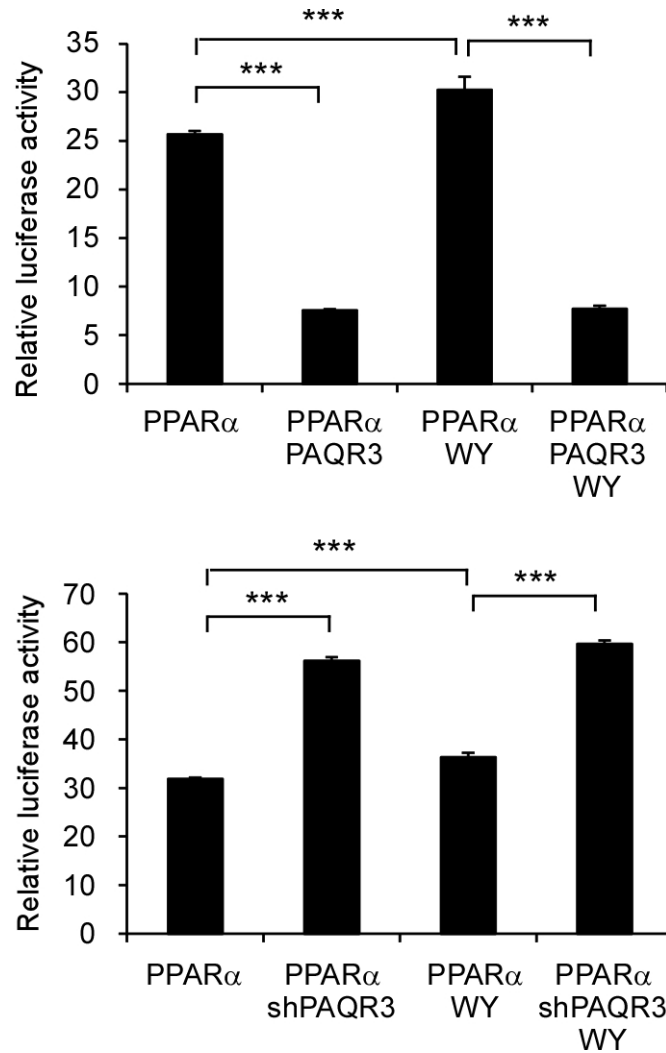 ***
***
***
Relative luciferase activity
35
30
25
20
15
10
5
0
PPARα
PPARα
PAQR3
PPARα
WY
PPARα
PAQR3
WY
***
***
***
Relative luciferase activity
70
60
50
40
30
20
10
0
PPARα
PPARα
shPAQR3
PPARα
WY
PPARα
shPAQR3
WY